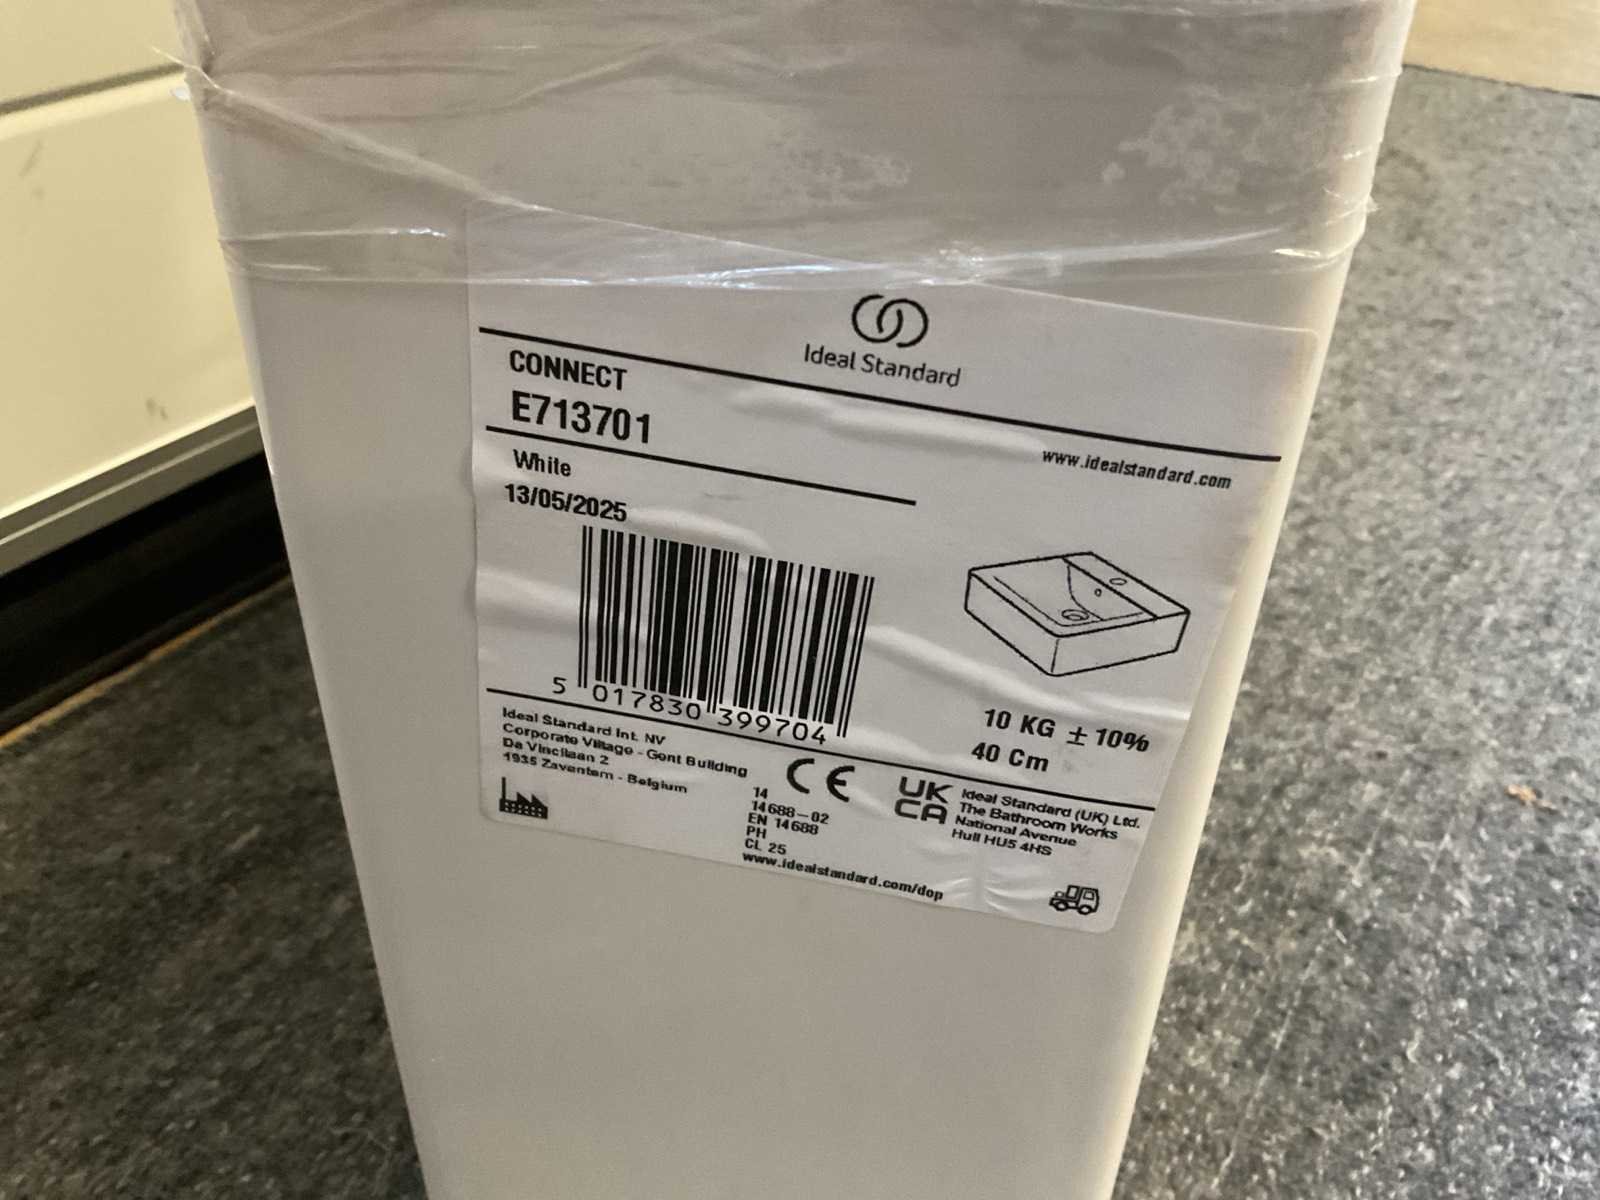 Ideal Standard
CONNECT
E713701
www.idealstandard.com
White
13/05/2025
5 017830 399704
10 KG ± 10%
40 Cm
Ideal Standard Int. NV
Corporate Village - Gent Building
Da Vincilaan 2
1935 Zaventem - Belgium
CE
14
14688-02
EN 14688
PH
CL 25
www.idealstandard.com/dop
UK
CA
Ideal Standard (UK) Ltd.
The Bathroom Works
National Avenue
Hull HU5 4HS